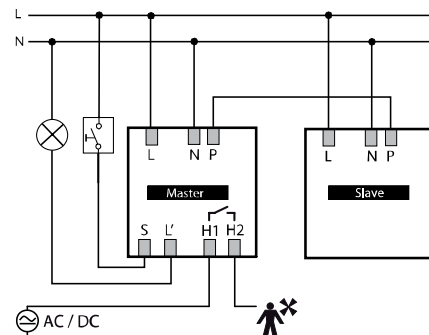 L
N
L N P
L N P
Master
Slave
S L' H1 H2
AC / DC